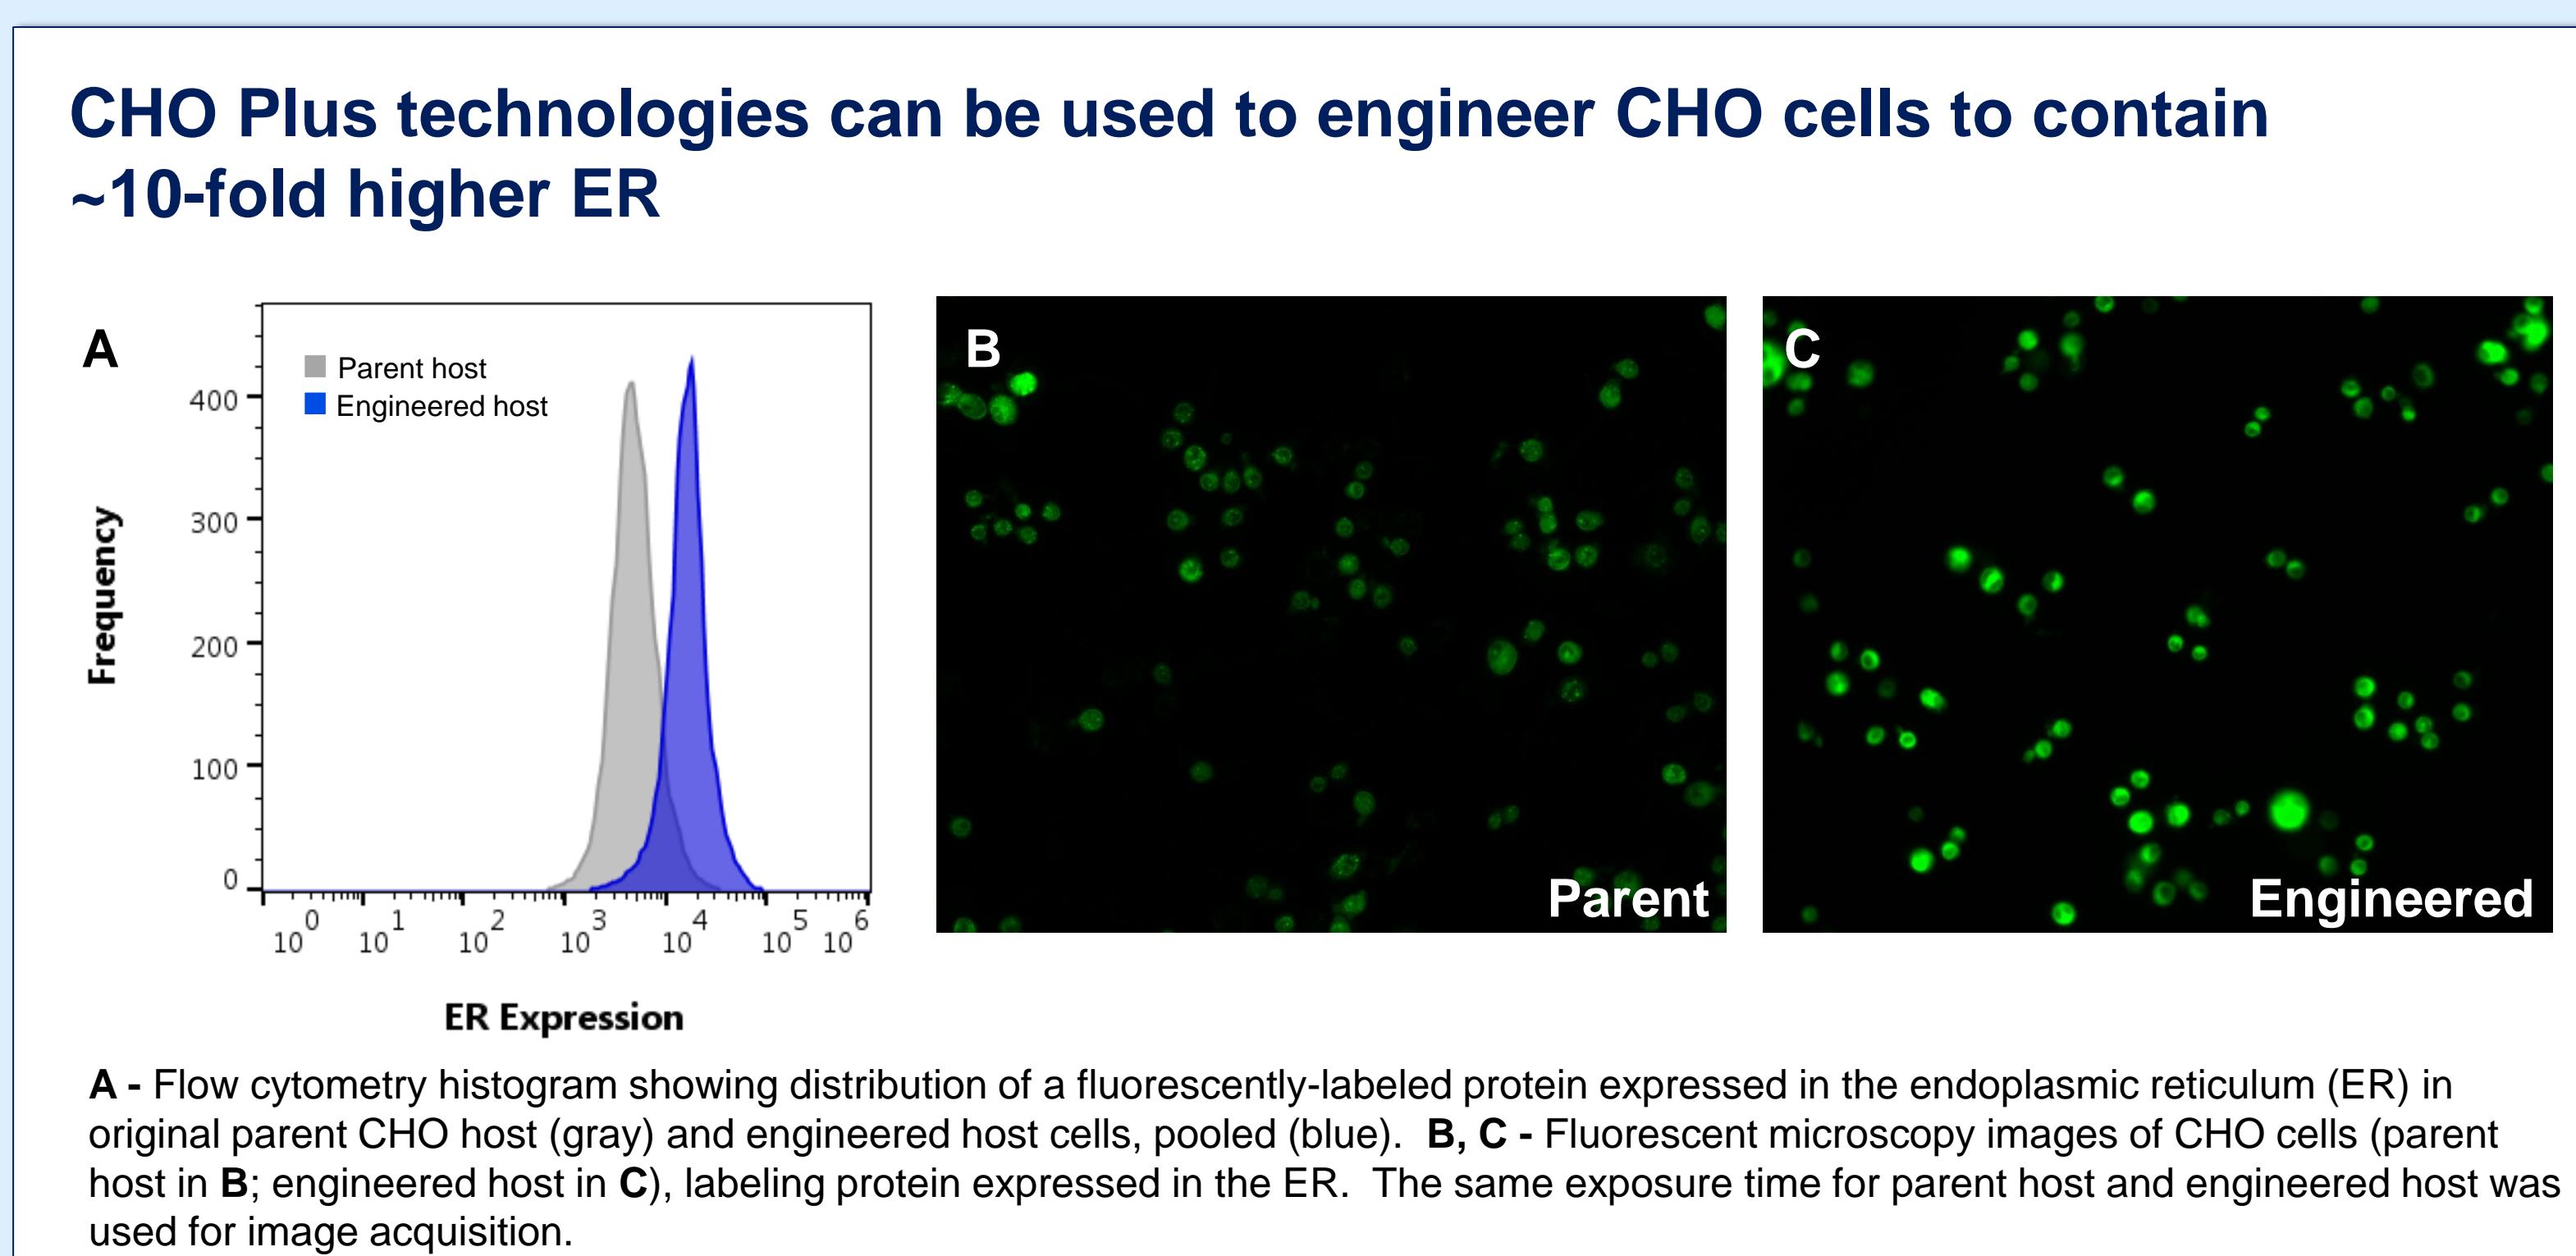 CHO Plus technologies can be used to engineer CHO cells to contain
~10-fold higher ER
A
Parent host
Engineered host
Frequency
400
300
200
100
0
10^0 10^1 10^2 10^3 10^4 10^5 10^6
ER Expression
B
Parent
C
Engineered
A - Flow cytometry histogram showing distribution of a fluorescently-labeled protein expressed in the endoplasmic reticulum (ER) in
original parent CHO host (gray) and engineered host cells, pooled (blue).  B, C - Fluorescent microscopy images of CHO cells (parent
host in B; engineered host in C), labeling protein expressed in the ER.  The same exposure time for parent host and engineered host was
used for image acquisition.